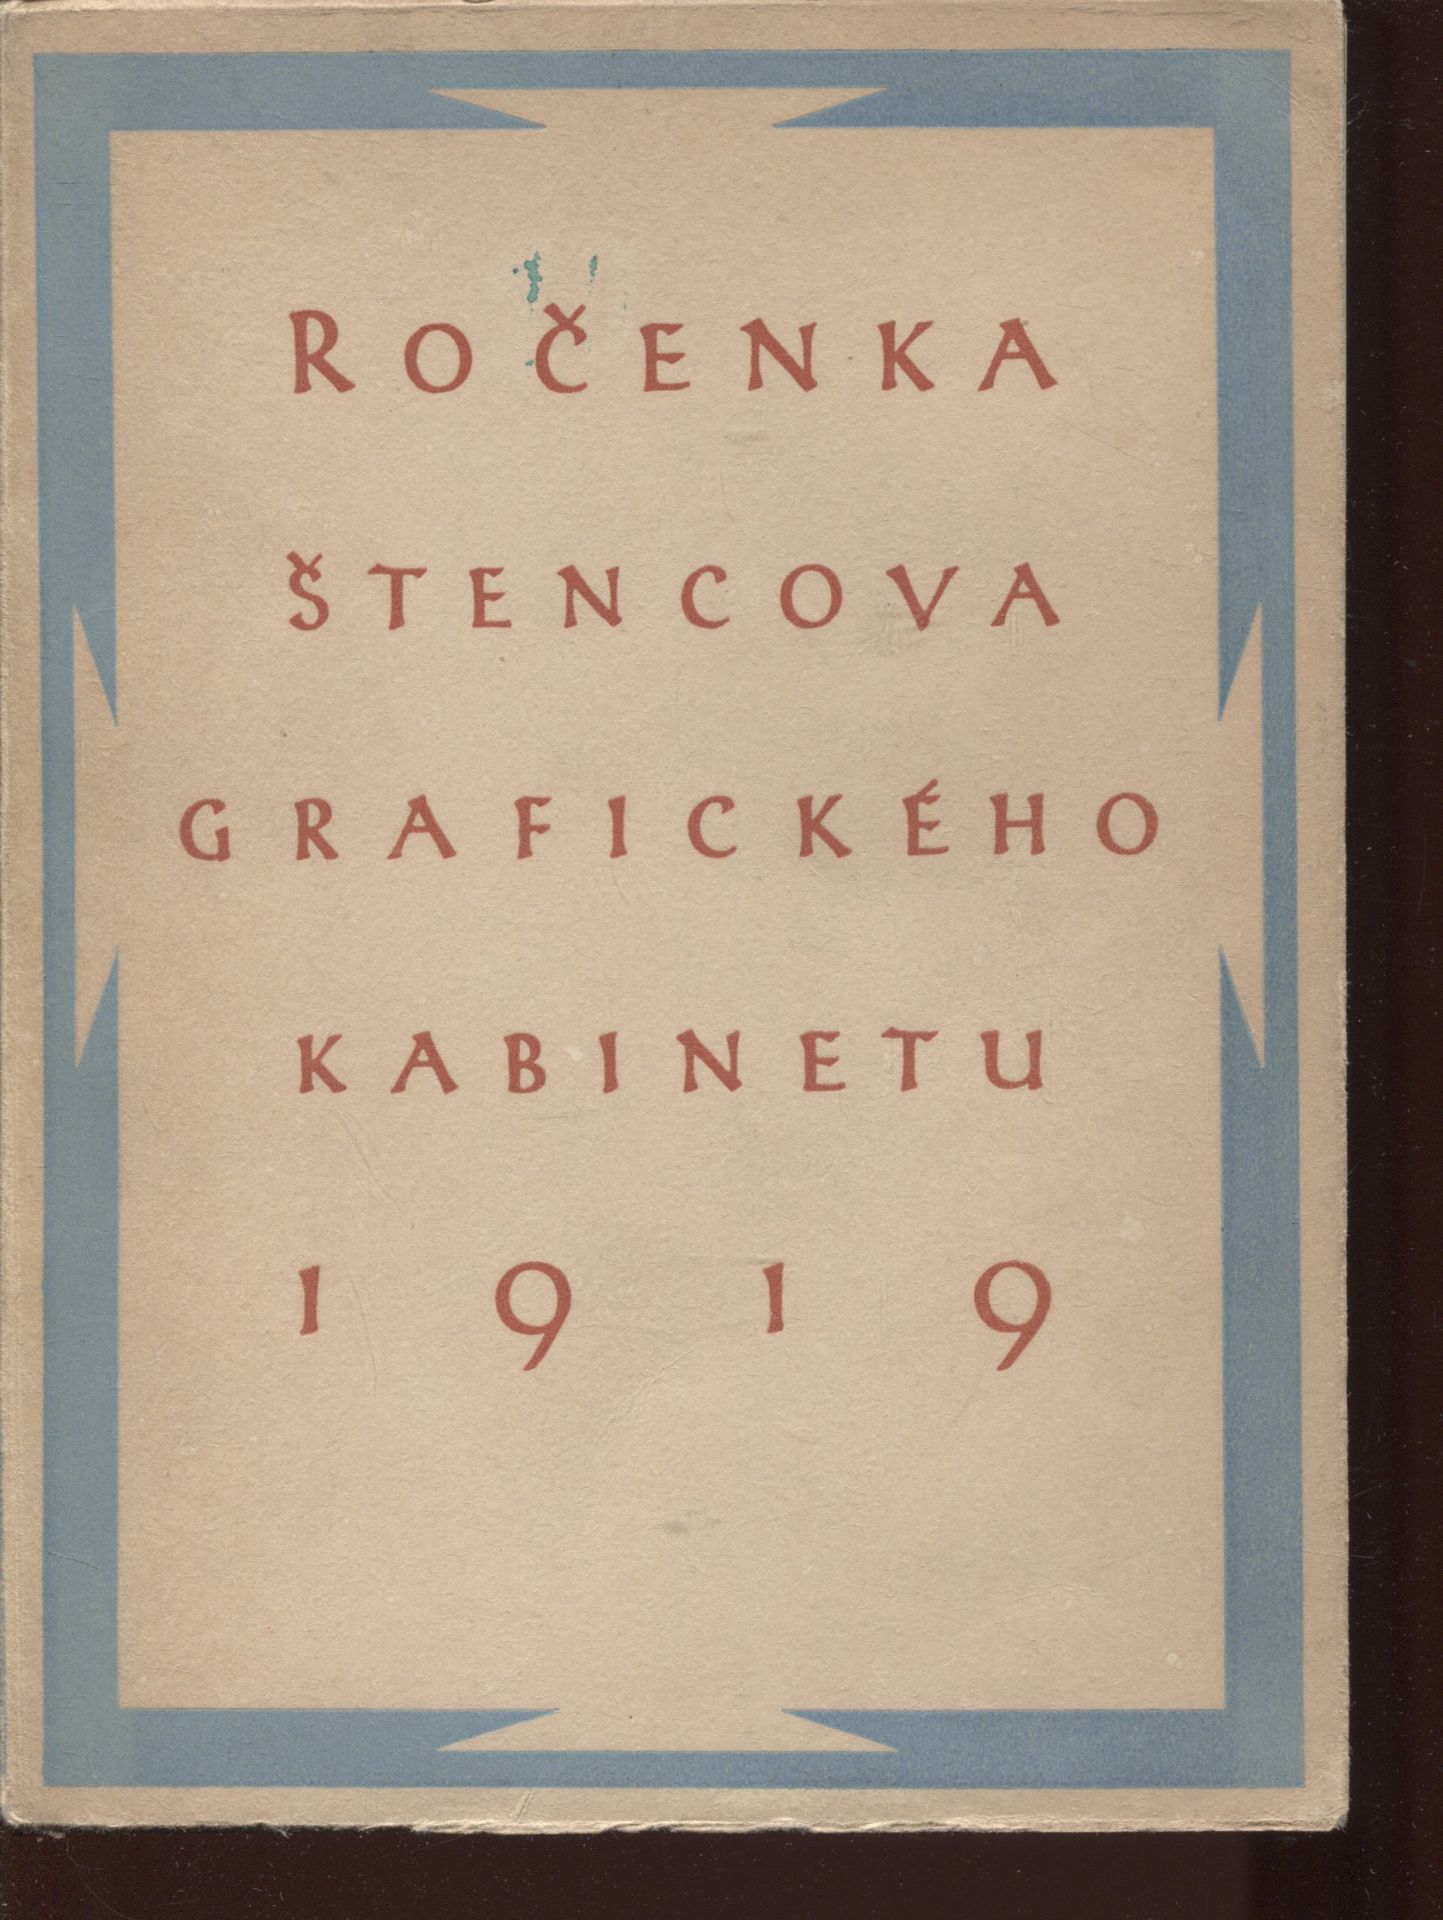 ROČENKA
ŠTENCOVA
GRAFICKÉHO
KABINETU
1919